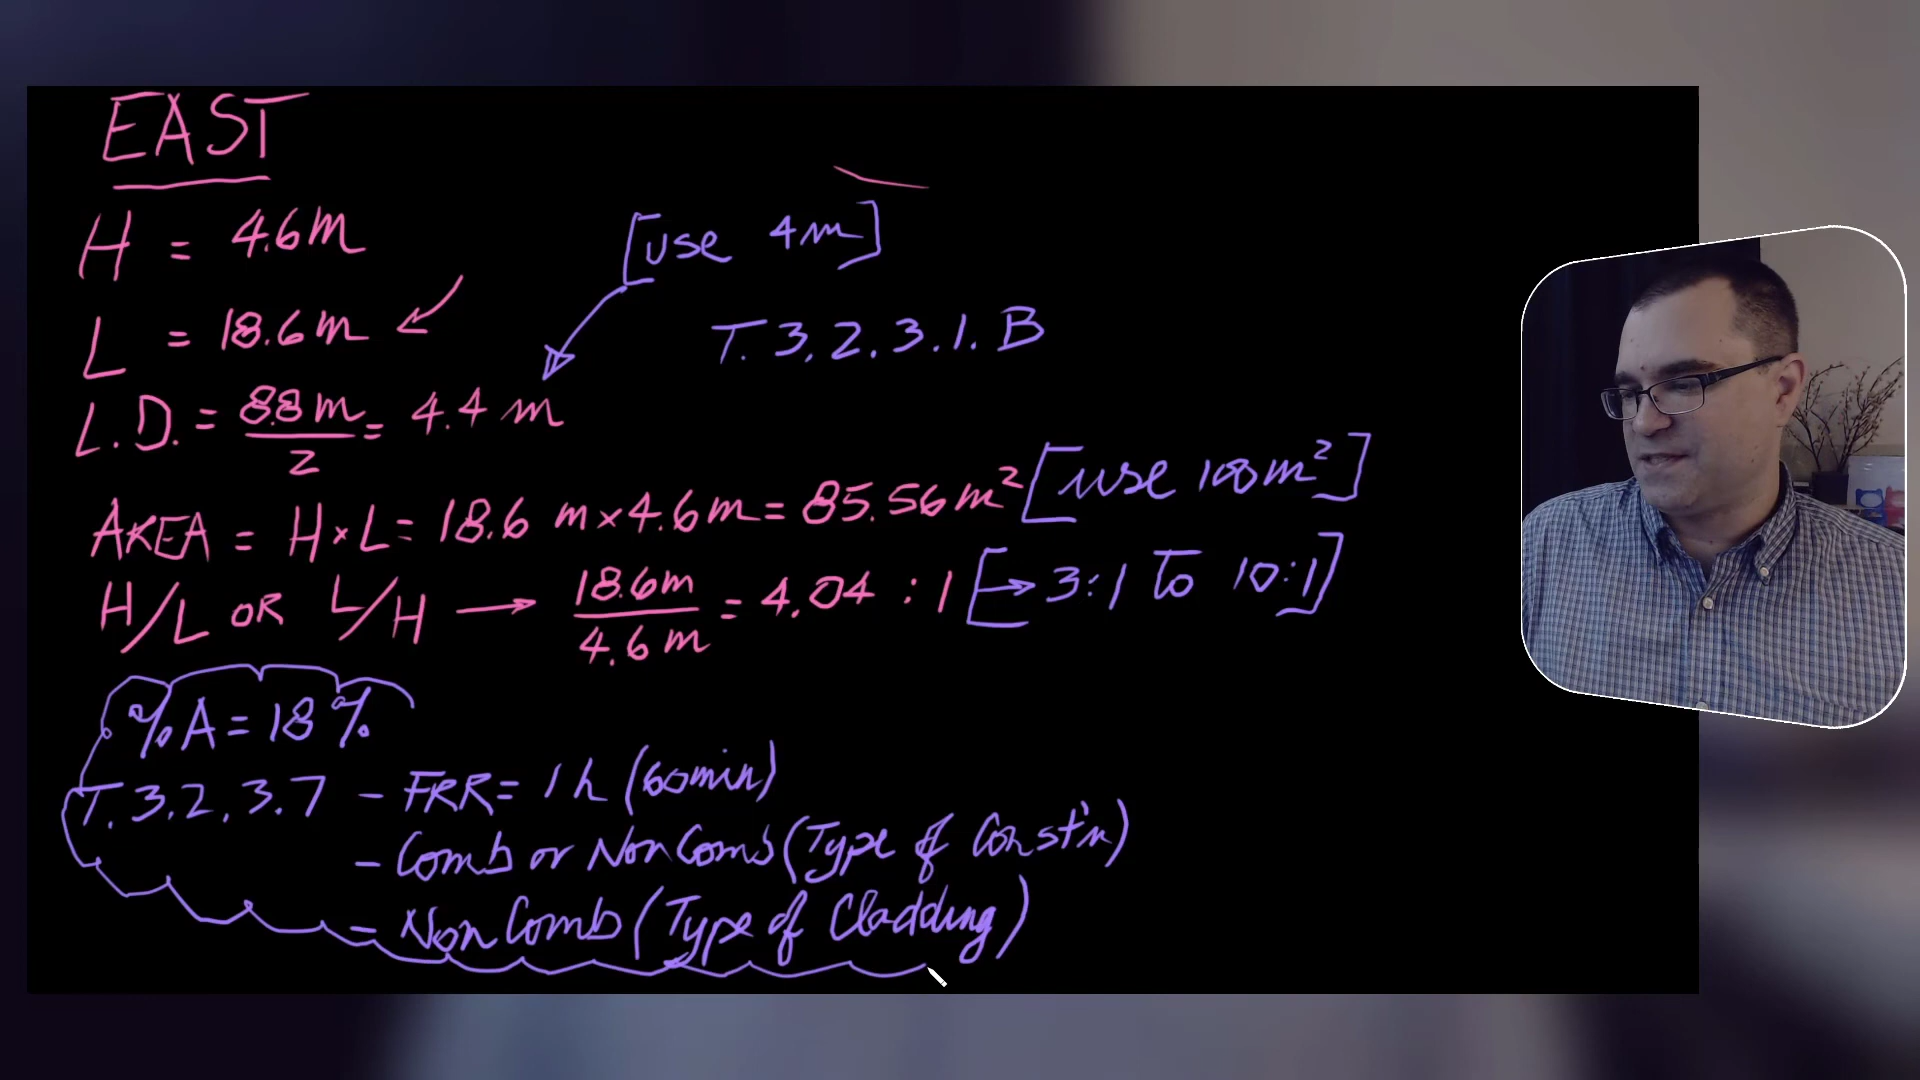 EAST
H = 4.6m
[use 4m]
L = 18.6m
T. 3.2.3.1. B
L.D. = 8.8m/2 = 4.4 m
AREA = H×L = 18.6 m × 4.6m = 85.56m² [use 100m²]
H/L OR L/H → 18.6m/4.6m = 4.04 : 1 [→ 3:1 To 10:1]
%A = 18%
T. 3.2.3.7 - FRR = 1 h (60min)
- Comb or NonComb (Type of Const'n)
- NonComb (Type of Cladding)